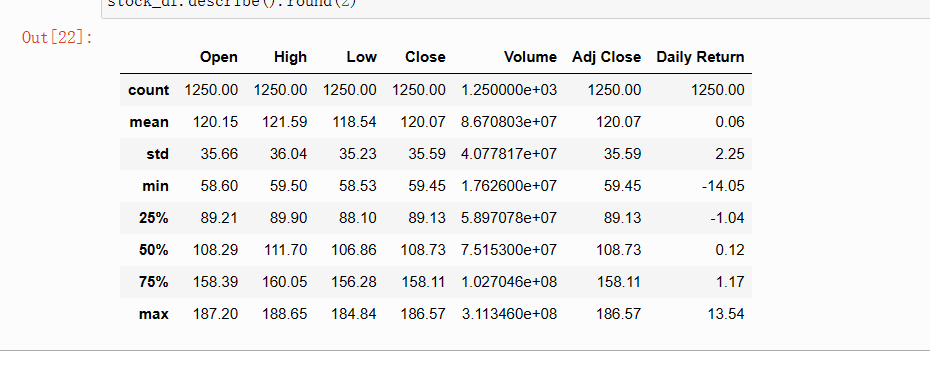 stock_df.describe().round(2)
Out[22]:
Open High Low Close Volume Adj Close Daily Return
count 1250.00 1250.00 1250.00 1250.00 1.250000e+03 1250.00 1250.00
mean 120.15 121.59 118.54 120.07 8.670803e+07 120.07 0.06
std 35.66 36.04 35.23 35.59 4.077817e+07 35.59 2.25
min 58.60 59.50 58.53 59.45 1.762600e+07 59.45 -14.05
25% 89.21 89.90 88.10 89.13 5.897078e+07 89.13 -1.04
50% 108.29 111.70 106.86 108.73 7.515300e+07 108.73 0.12
75% 158.39 160.05 156.28 158.11 1.027046e+08 158.11 1.17
max 187.20 188.65 184.84 186.57 3.113460e+08 186.57 13.54